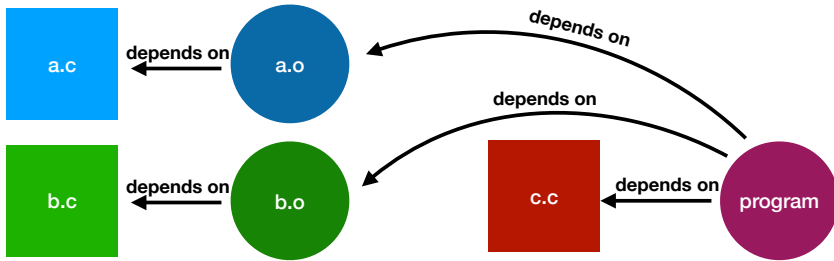 depends on
a.c
depends on
a.o
depends on
b.c
depends on
b.o
c.c
depends on
program